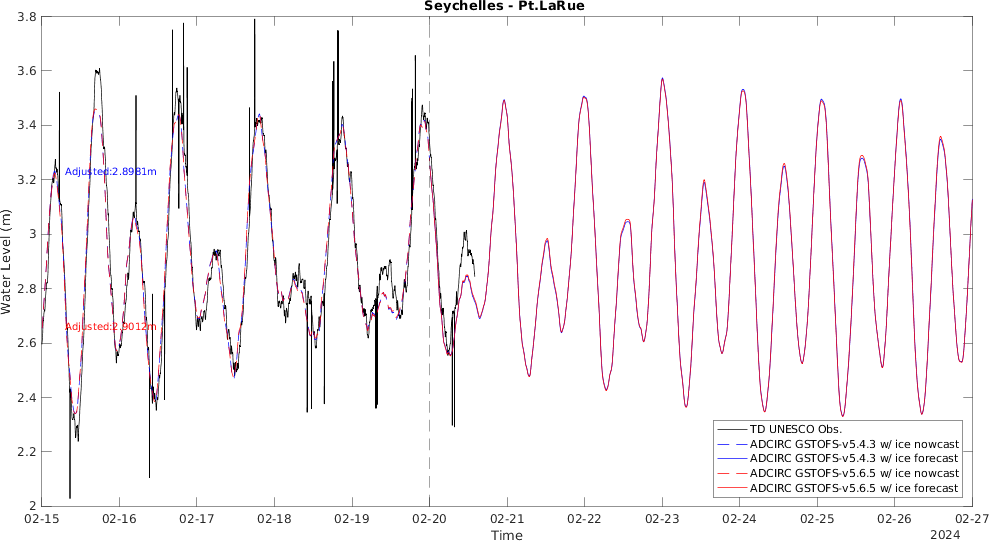 Seychelles - Pt.LaRue
3.8
3.6
3.4
3.2
3
2.8
2.6
2.4
2.2
2
Water Level (m)
Adjusted:2.8981m
Adjusted:2.9012m
TD UNESCO Obs.
ADCIRC GSTOFS-v5.4.3 w/ ice nowcast
ADCIRC GSTOFS-v5.4.3 w/ ice forecast
ADCIRC GSTOFS-v5.6.5 w/ ice nowcast
ADCIRC GSTOFS-v5.6.5 w/ ice forecast
02-15 02-16 02-17 02-18 02-19 02-20 02-21 02-22 02-23 02-24 02-25 02-26 02-27
Time
2024